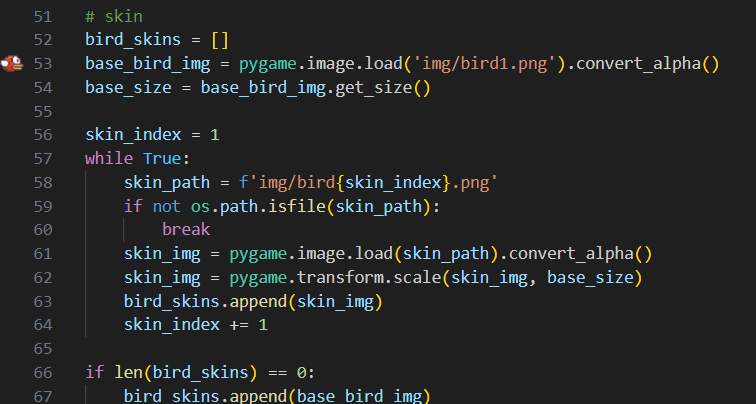 51 # skin
52 bird_skins = []
53 base_bird_img = pygame.image.load('img/bird1.png').convert_alpha()
54 base_size = base_bird_img.get_size()
55
56 skin_index = 1
57 while True:
58     skin_path = f'img/bird{skin_index}.png'
59     if not os.path.isfile(skin_path):
60         break
61     skin_img = pygame.image.load(skin_path).convert_alpha()
62     skin_img = pygame.transform.scale(skin_img, base_size)
63     bird_skins.append(skin_img)
64     skin_index += 1
65
66 if len(bird_skins) == 0:
67     bird_skins.append(base_bird_img)